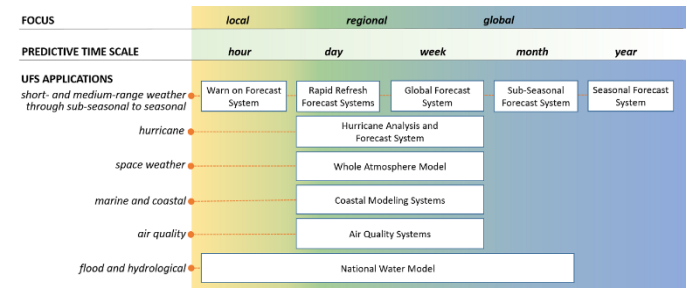 FOCUS local regional global
PREDICTIVE TIME SCALE hour day week month year
UFS APPLICATIONS
short- and medium-range weather
through sub-seasonal to seasonal
Warn on Forecast
System
Rapid Refresh
Forecast Systems
Global Forecast
System
Sub-Seasonal
Forecast System
Seasonal Forecast
System
hurricane
Hurricane Analysis and
Forecast System
space weather
Whole Atmosphere Model
marine and coastal
Coastal Modeling Systems
air quality
Air Quality Systems
flood and hydrological
National Water Model